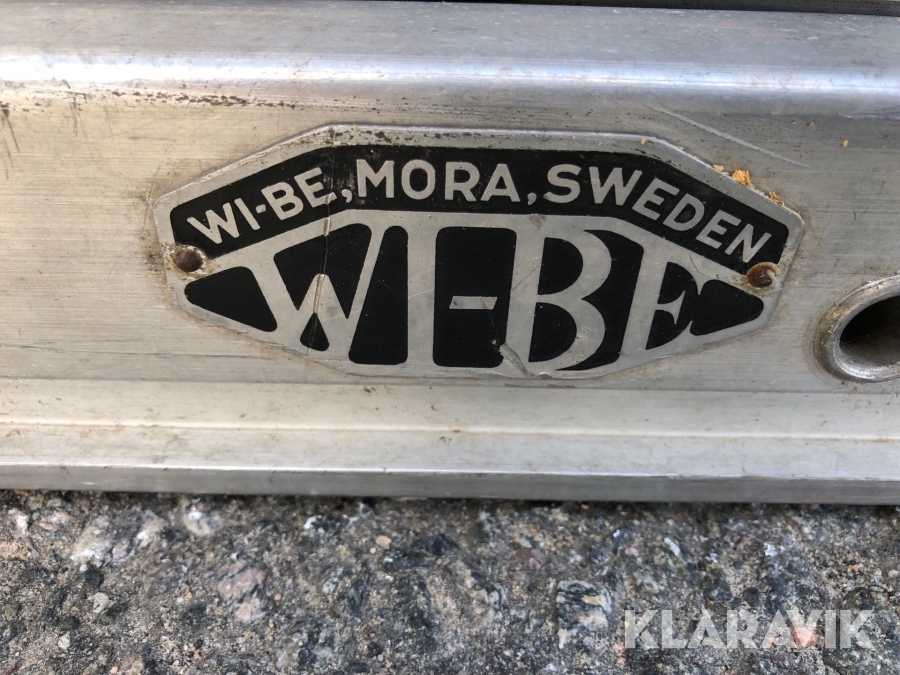 WI-BE, MORA, SWEDEN
WI-BE
KLARAVIK